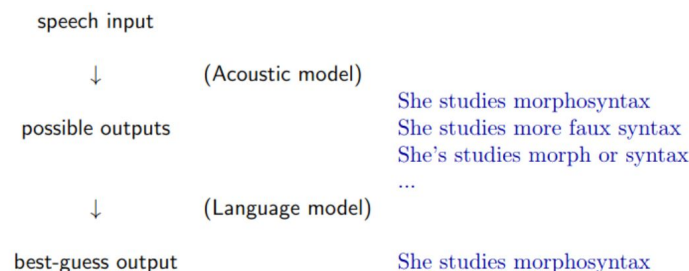 speech input
↓ (Acoustic model)
She studies morphosyntax
possible outputs She studies more faux syntax
She's studies morph or syntax
...
↓ (Language model)
best-guess output She studies morphosyntax